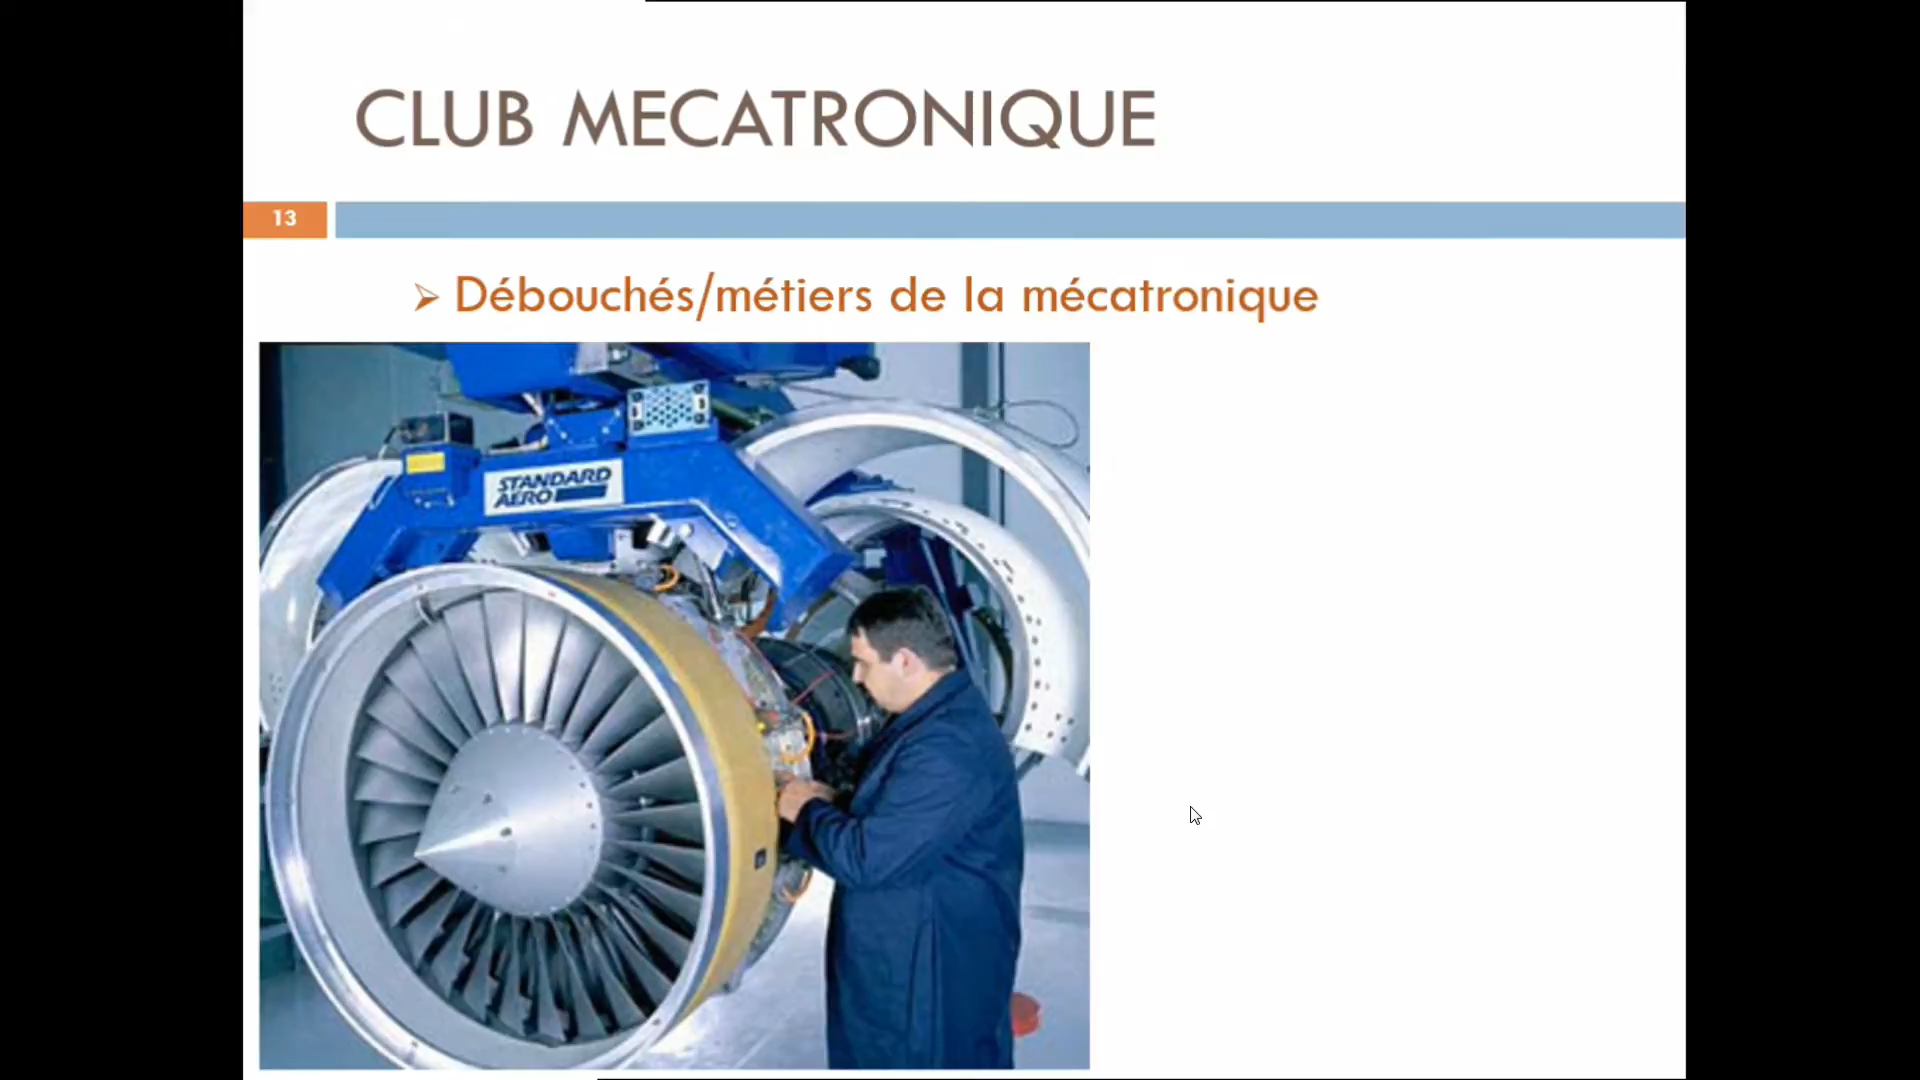 CLUB MECATRONIQUE
13
Débouchés/métiers de la mécatronique
STANDARD
AERO